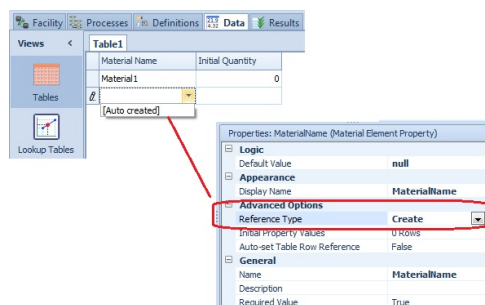 Facility Processes Definitions Data Results
Views < Table1
Material Name Initial Quantity
Material1 0
[Auto created]
Tables
Lookup Tables
Properties: MaterialName (Material Element Property)
Logic
Default Value null
Appearance
Display Name MaterialName
Advanced Options
Reference Type Create
Initial Property Values 0 Rows
Auto-set Table Row Reference False
General
Name MaterialName
Description
Required Value True